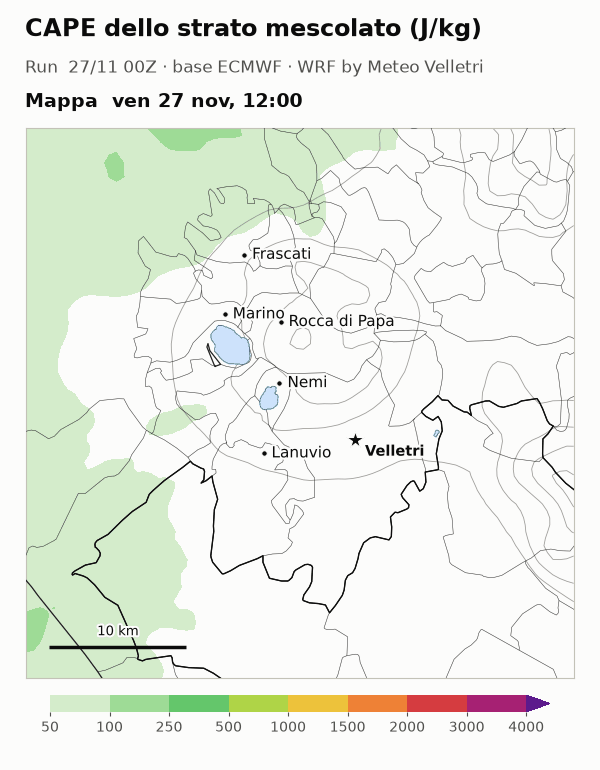 CAPE dello strato mescolato (J/kg)
Run  27/11 00Z · base ECMWF · WRF by Meteo Velletri
Mappa  ven 27 nov, 12:00
Frascati
Marino
Rocca di Papa
Nemi
Velletri
Lanuvio
10 km
50 100 250 500 1000 1500 2000 3000 4000